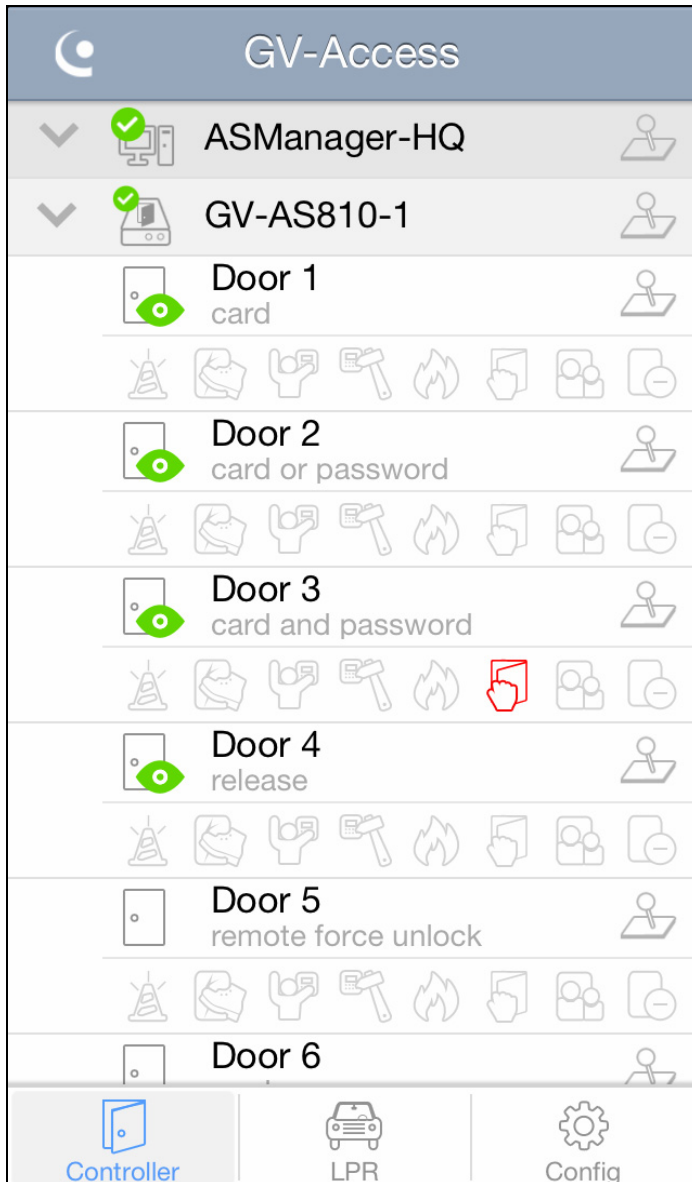 GV-Access
ASManager-HQ
GV-AS810-1
Door 1
card
Door 2
card or password
Door 3
card and password
Door 4
release
Door 5
remote force unlock
Door 6
Controller
LPR
Config